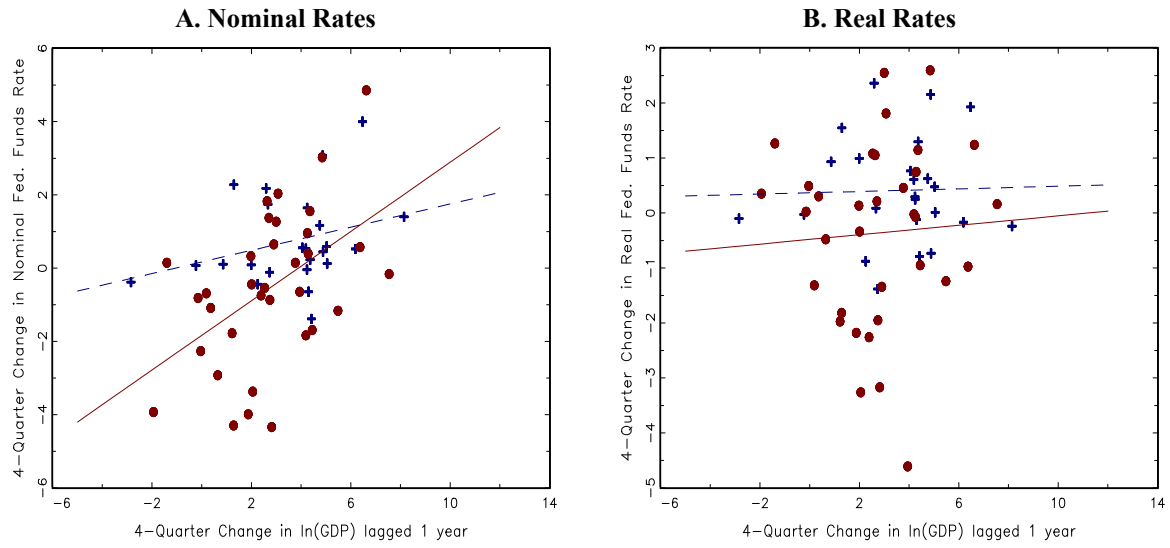 A. Nominal Rates
4-Quarter Change in Nominal Fed. Funds Rate
6
4
2
0
-2
-4
-6
-6 -2 2 6 10 14
4-Quarter Change in ln(GDP) lagged 1 year
B. Real Rates
4-Quarter Change in Real Fed. Funds Rate
3
2
1
0
-1
-2
-3
-4
-5
-6 -2 2 6 10 14
4-Quarter Change in ln(GDP) lagged 1 year